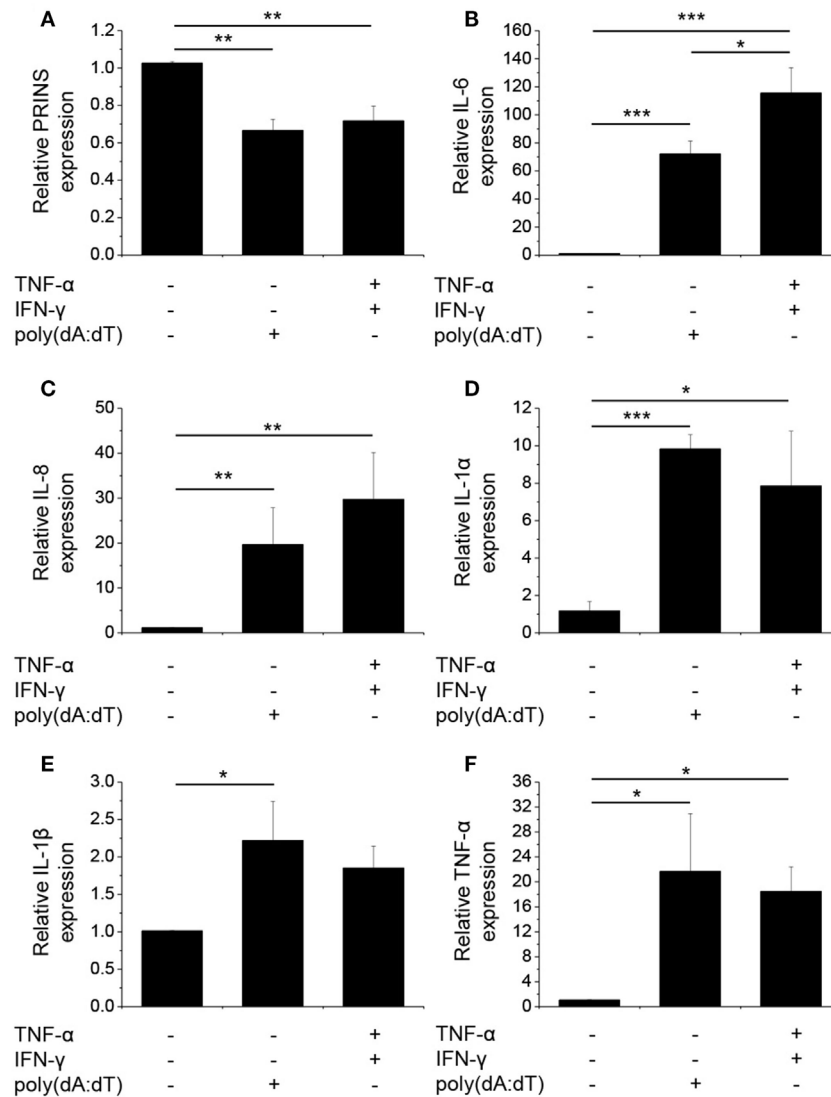 A
Relative PRINS
expression
1.2
1.0
0.8
0.6
0.4
0.2
0.0
**
**
TNF-α - - +
IFN-γ - - +
poly(dA:dT) - + -
B
Relative IL-6
expression
160
140
120
100
80
60
40
20
0
***
*
***
TNF-α - - +
IFN-γ - - +
poly(dA:dT) - + -
C
Relative IL-8
expression
50
40
30
20
10
0
**
**
TNF-α - - +
IFN-γ - - +
poly(dA:dT) - + -
D
Relative IL-1α
expression
12
10
8
6
4
2
0
*
***
TNF-α - - +
IFN-γ - - +
poly(dA:dT) - + -
E
Relative IL-1β
expression
3.0
2.5
2.0
1.5
1.0
0.5
0.0
*
TNF-α - - +
IFN-γ - - +
poly(dA:dT) - + -
F
Relative TNF-α
expression
36
32
28
24
20
16
12
8
4
0
*
*
TNF-α - - +
IFN-γ - - +
poly(dA:dT) - + -